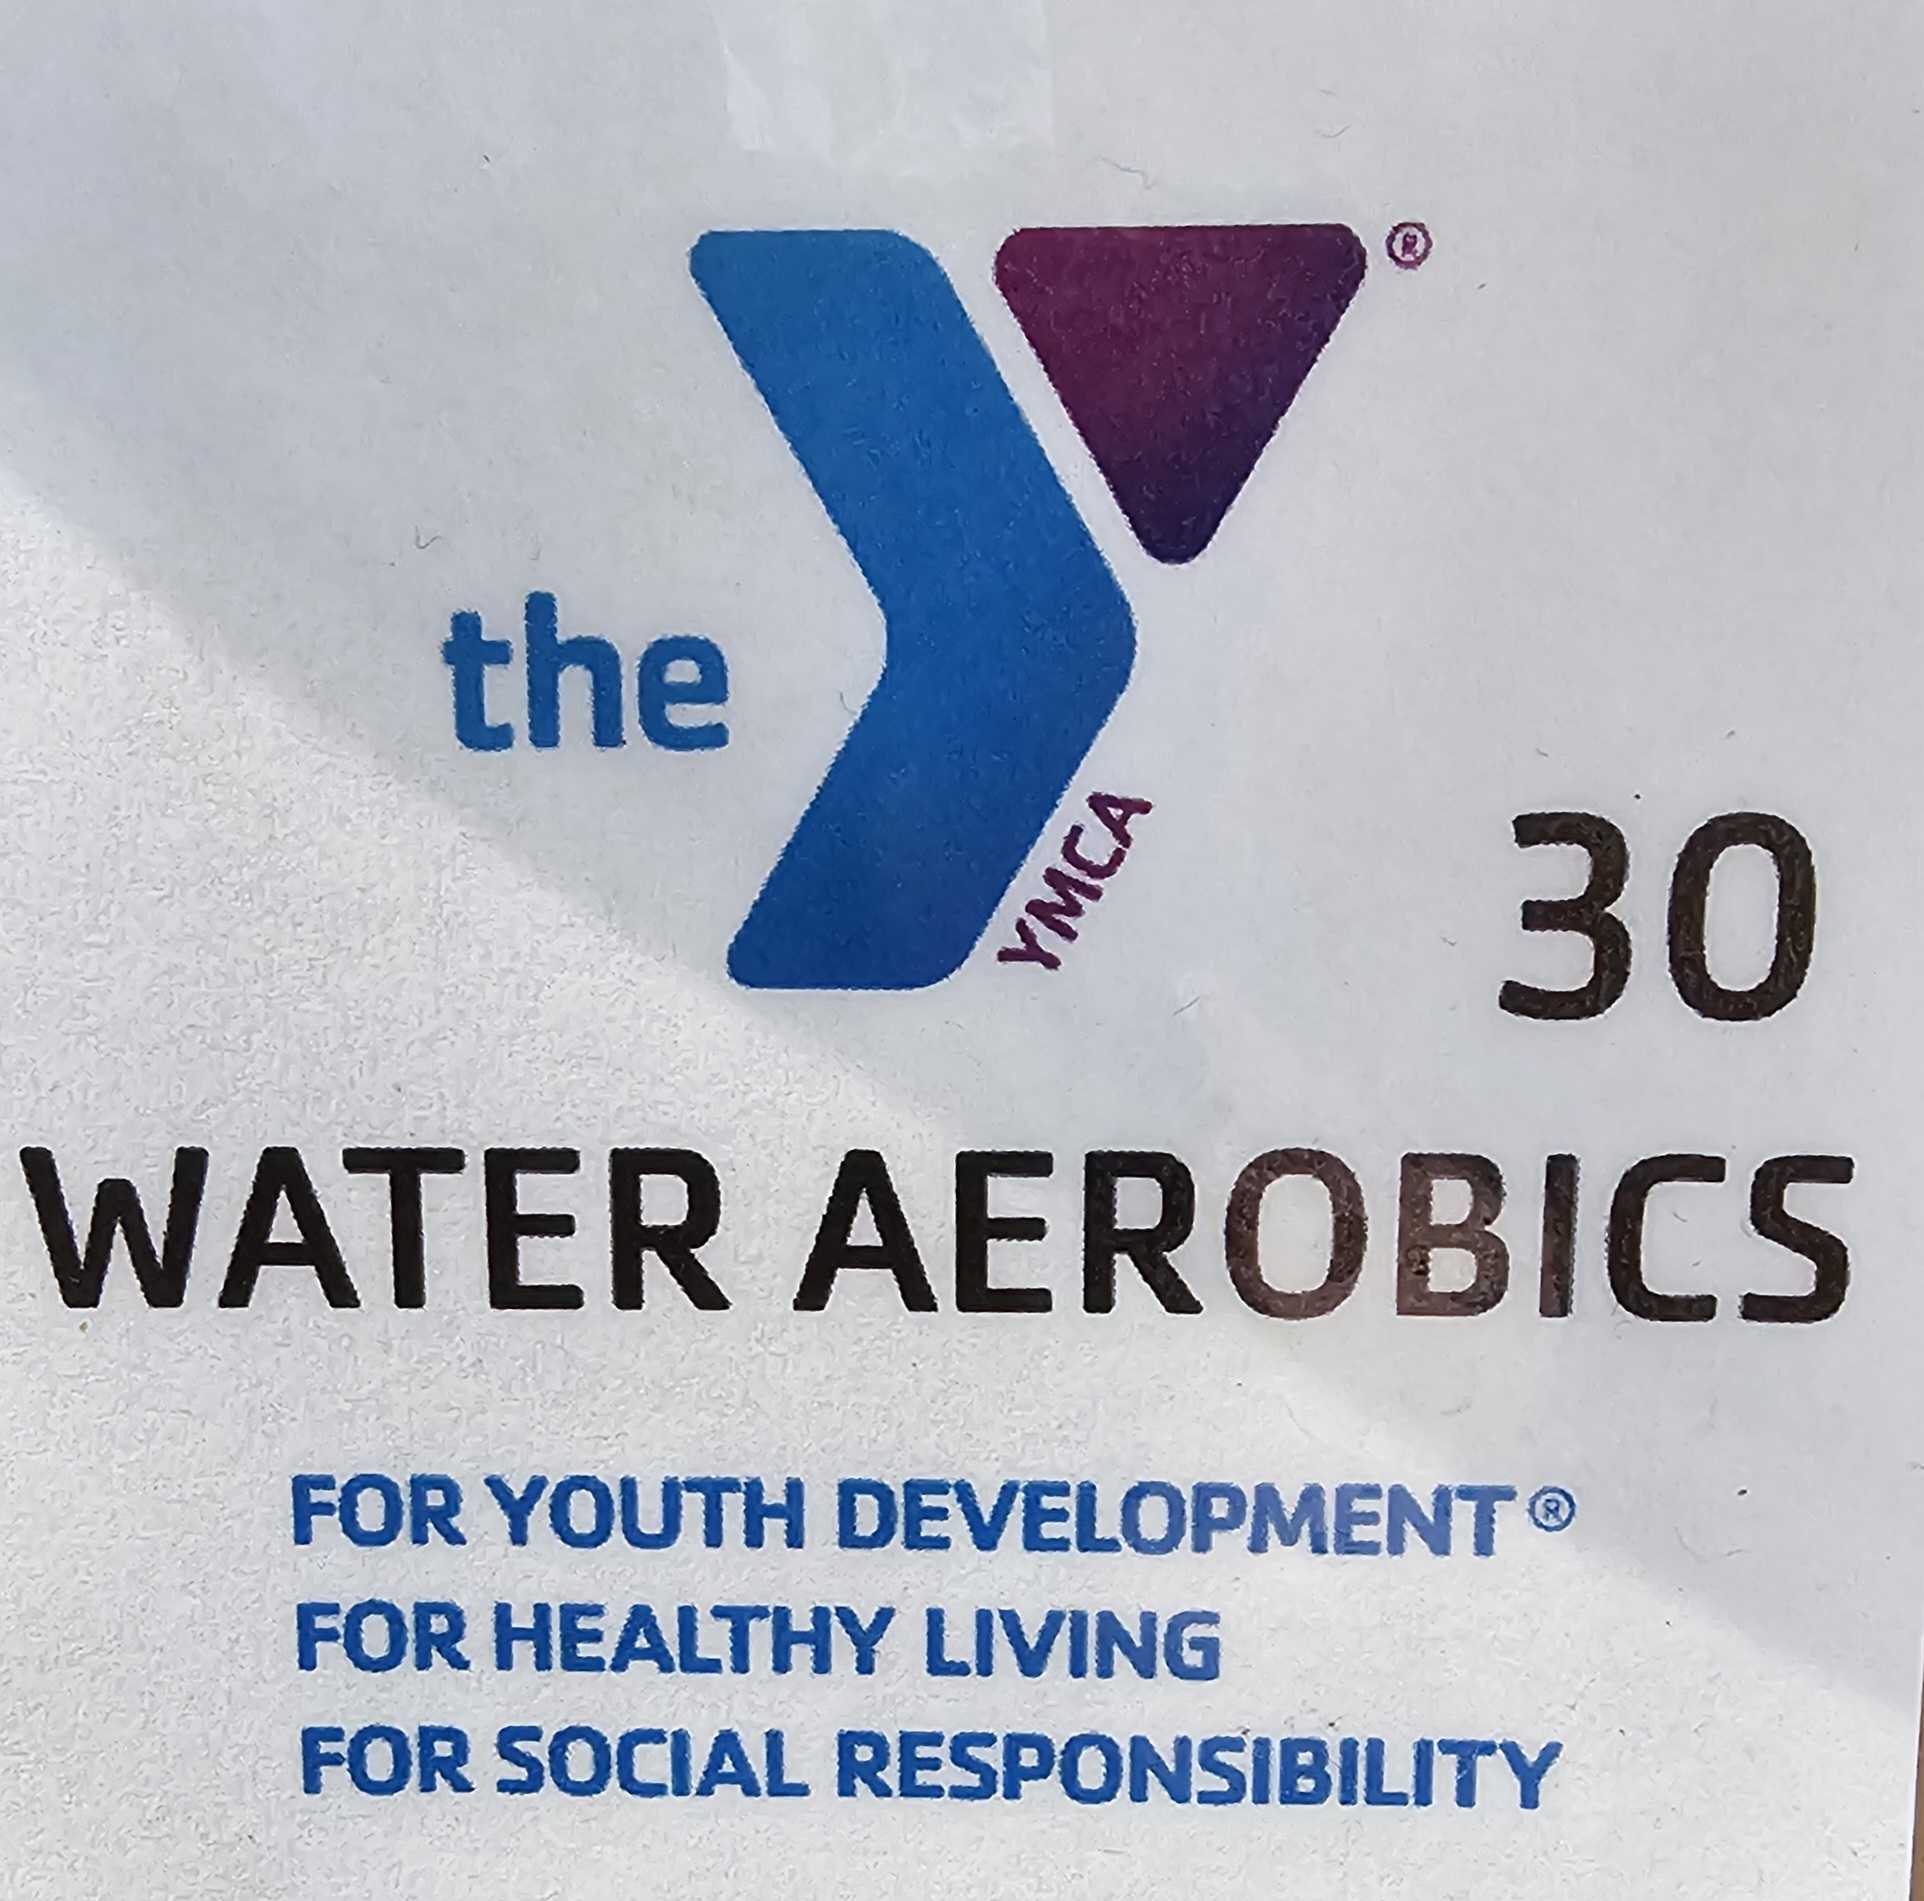 the Y®
YMCA
30
WATER AEROBICS
FOR YOUTH DEVELOPMENT®
FOR HEALTHY LIVING
FOR SOCIAL RESPONSIBILITY